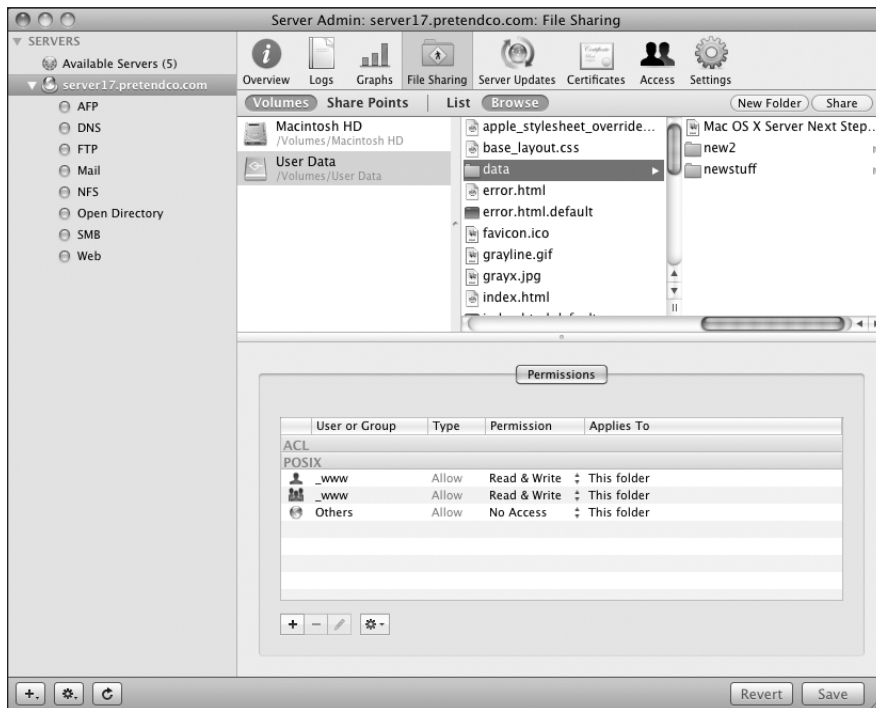 Server Admin: server17.pretendco.com: File Sharing
SERVERS
Available Servers (5)
server17.pretendco.com
AFP
DNS
FTP
Mail
NFS
Open Directory
SMB
Web
Overview Logs Graphs File Sharing Server Updates Certificates Access Settings
Volumes Share Points List Browse New Folder Share
Macintosh HD
/Volumes/Macintosh HD
User Data
/Volumes/User Data
apple_stylesheet_override...
base_layout.css
data
error.html
error.html.default
favicon.ico
grayline.gif
grayx.jpg
index.html
Mac OS X Server Next Step...
new2
newstuff
Permissions
User or Group Type Permission Applies To
ACL
POSIX
_www Allow Read & Write This folder
_www Allow Read & Write This folder
Others Allow No Access This folder
Revert Save